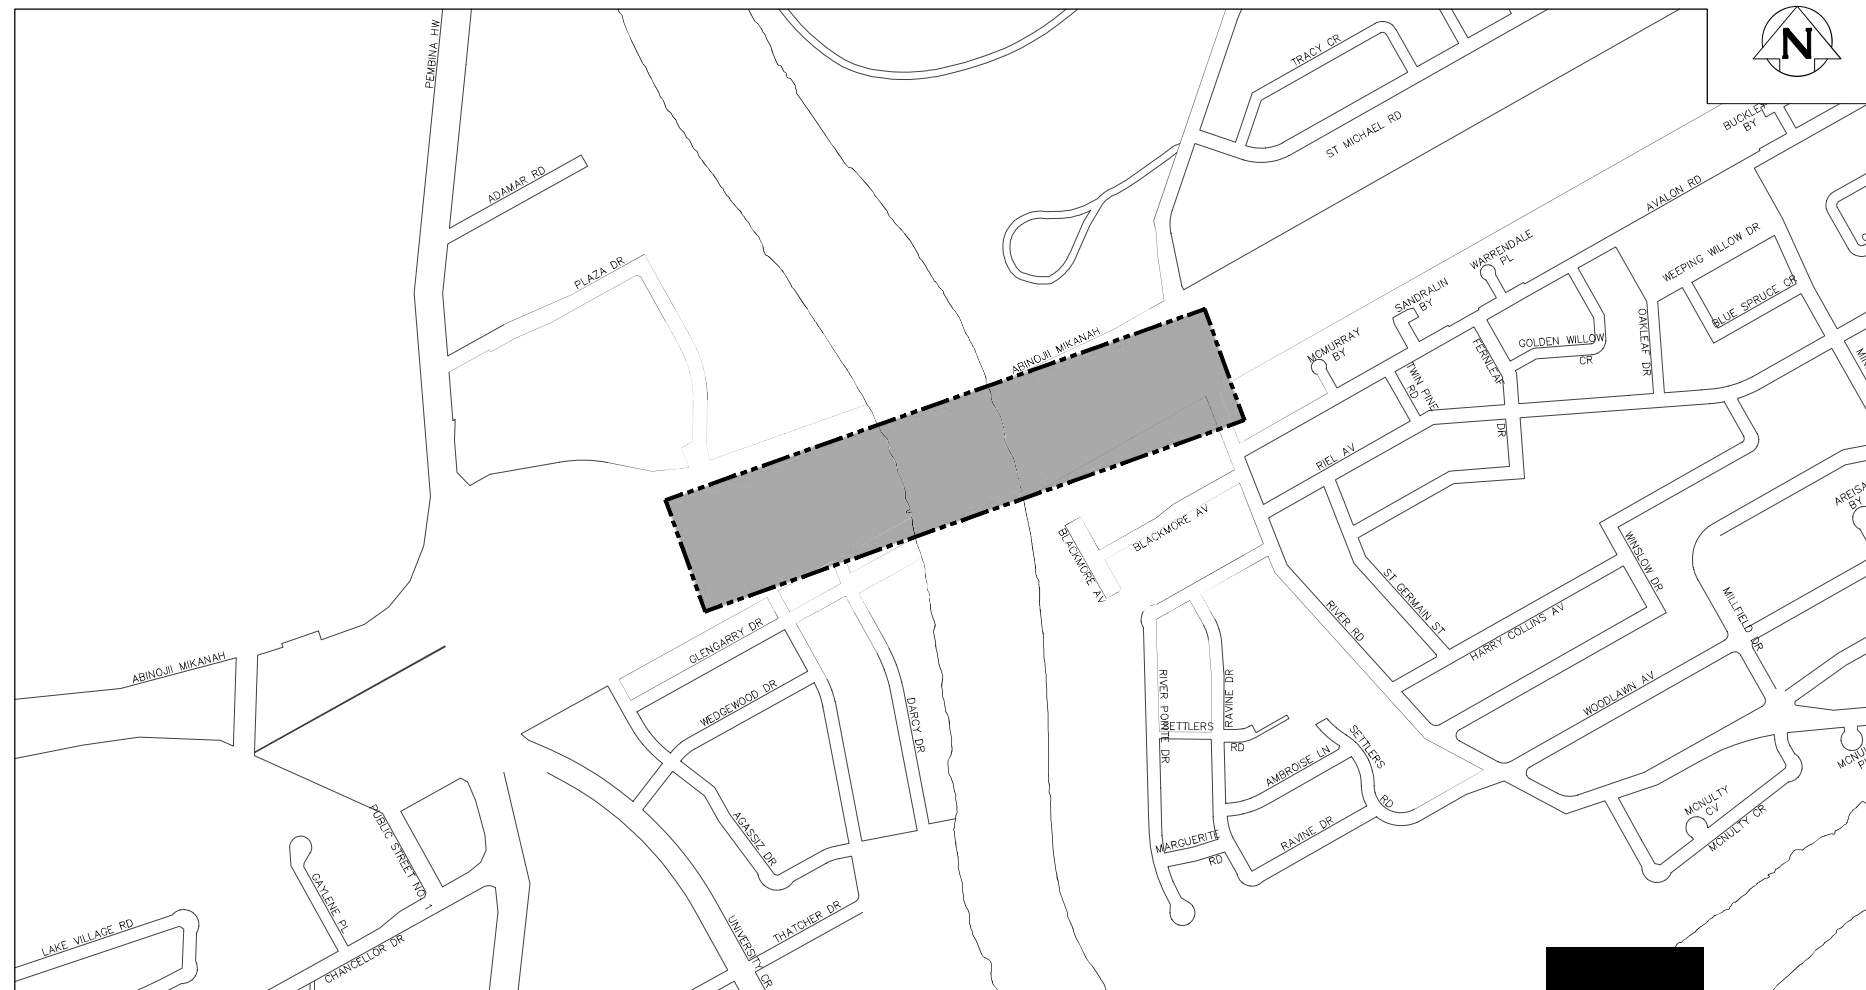 N
PEMBINA HW
TRACY CR
ST MICHAEL RD
BUCKLE
BY
ADAMAR RD
AVALON RD
PLAZA DR
WARRENDALE
PL
WEEPING WILLOW DR
SANDRALIN
BY
BLUE SPRUCE CR
ABINOJII MIKANAH
MCMURRAY
BY
GOLDEN WILLOW
CR
OAKLEAF DR
FERNLEAF
DR
TWIN PINE
RD
RIEL AV
AREISA
BY
BLACKMORE AV
BLACKMORE AV
WINSLOW DR
ST GERMAIN ST
MILLFIELD DR
RIVER RD
HARRY COLLINS AV
GLENGARRY DR
ABINOJII MIKANAH
WEDGEWOOD DR
DARCY DR
RIVER POINTE DR
RAVINE DR
SETTLERS
RD
WOODLAWN AV
SETTLERS
RD
AMBROISE LN
MCNULTY
CV
MCNULTY CR
PUBLIC STREET NO 1
AGASSIZ DR
MARGUERITE
RD
RAVINE DR
GAYLENE PL
THATCHER DR
UNIVERSITY CR
LAKE VILLAGE RD
CHANCELLOR DR